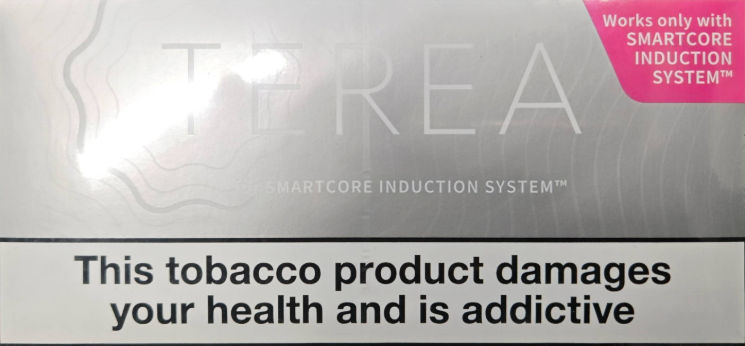 Works only with
SMARTCORE
INDUCTION
SYSTEM™
TEREA
SMARTCORE INDUCTION SYSTEM™
This tobacco product damages
your health and is addictive